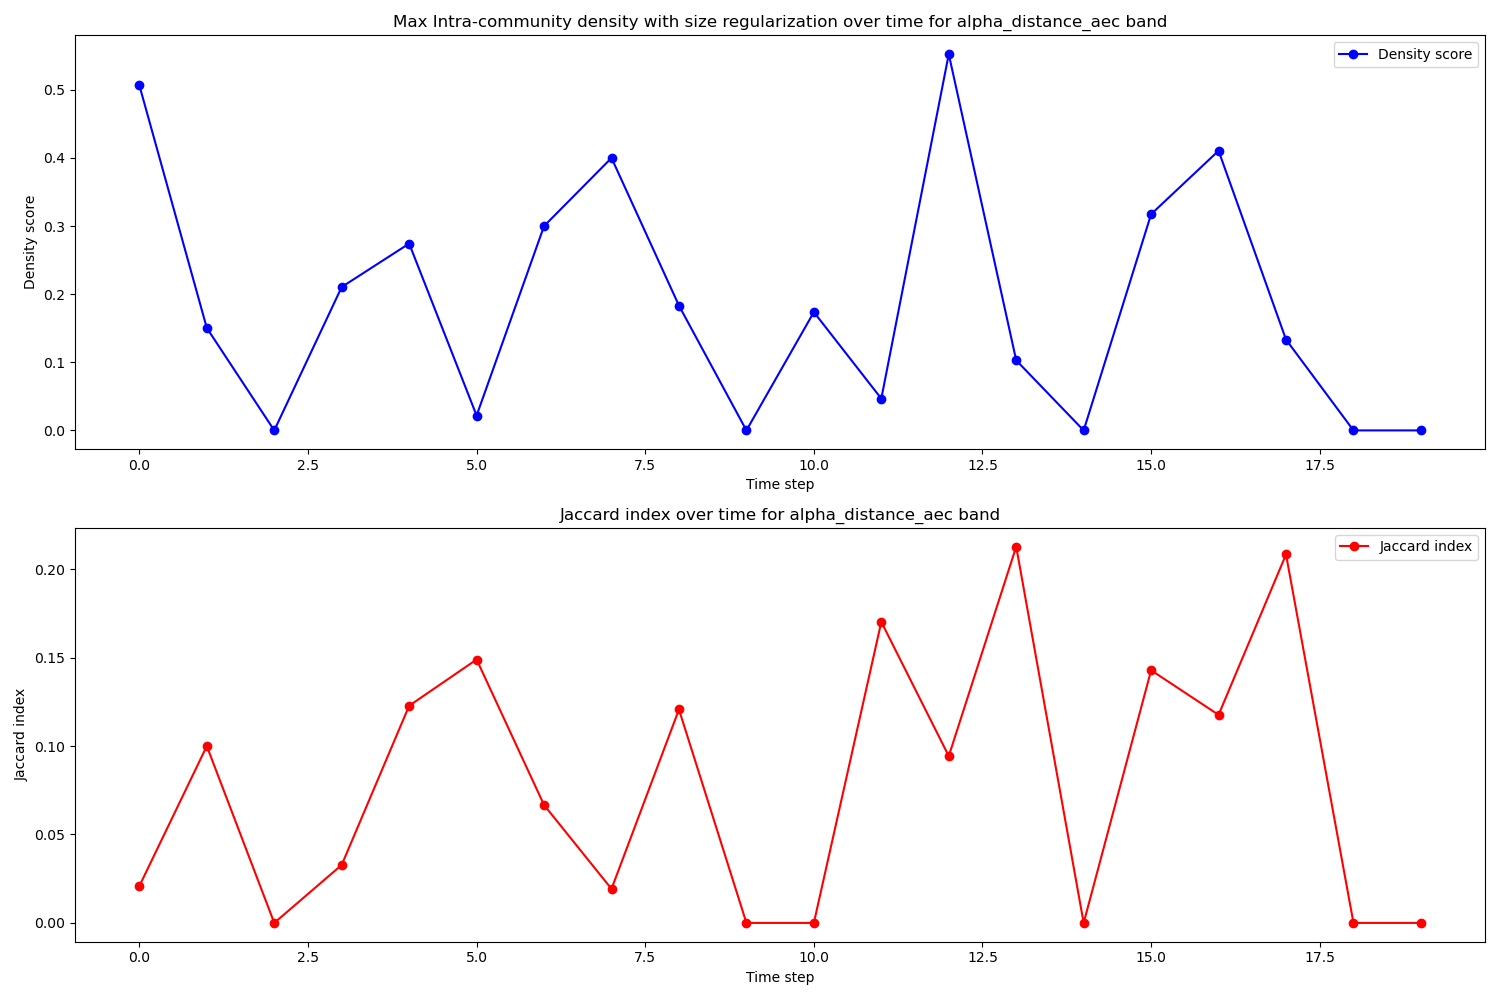 Max Intra-community density with size regularization over time for alpha_distance_aec band
Density score
0.5
0.4
0.3
0.2
0.1
0.0
Density score
0.0 2.5 5.0 7.5 10.0 12.5 15.0 17.5
Time step
Jaccard index over time for alpha_distance_aec band
Jaccard index
0.20
0.15
0.10
0.05
0.00
Jaccard index
0.0 2.5 5.0 7.5 10.0 12.5 15.0 17.5
Time step